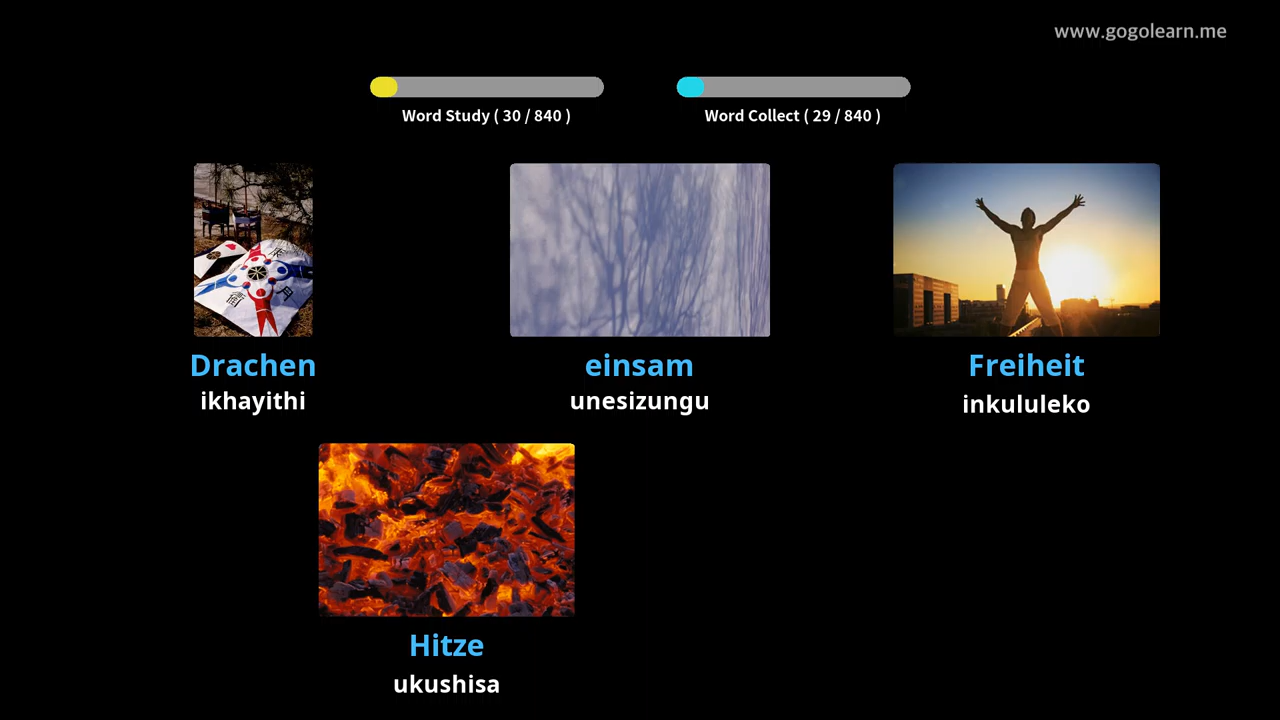 www.gogolearn.me
Word Study ( 30 / 840 )
Word Collect ( 29 / 840 )
Drachen
ikhayithi
einsam
unesizungu
Freiheit
inkululeko
Hitze
ukushisa